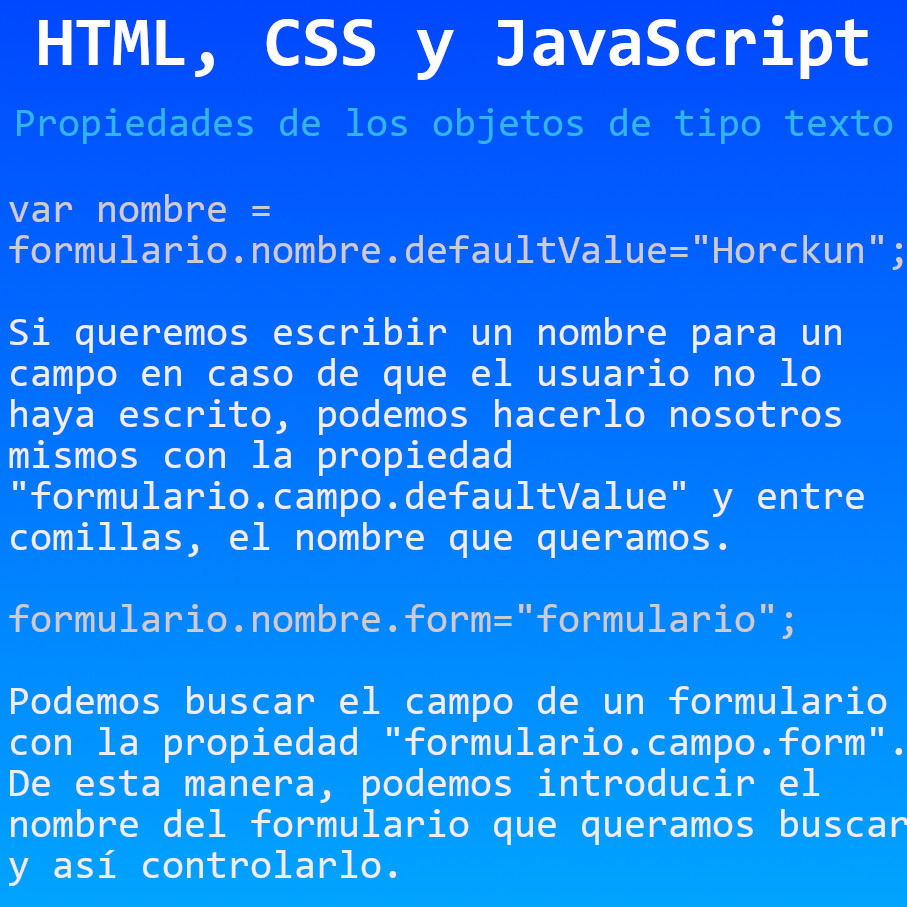 HTML, CSS y JavaScript
Propiedades de los objetos de tipo texto
var nombre =
formulario.nombre.defaultValue="Horckun";
Si queremos escribir un nombre para un
campo en caso de que el usuario no lo
haya escrito, podemos hacerlo nosotros
mismos con la propiedad
"formulario.campo.defaultValue" y entre
comillas, el nombre que queramos.
formulario.nombre.form="formulario";
Podemos buscar el campo de un formulario
con la propiedad "formulario.campo.form".
De esta manera, podemos introducir el
nombre del formulario que queramos buscar
y así controlarlo.